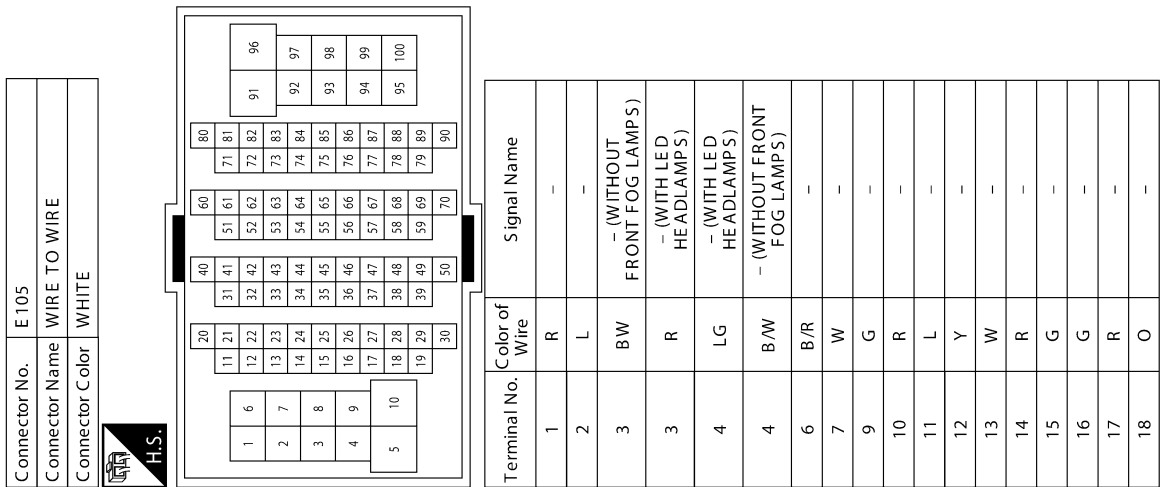 Connector No. E105
Connector Name WIRE TO WIRE
Connector Color WHITE
H.S.
20 40 60 80
11 21 31 41 51 61 71 81
1 6 12 22 32 42 52 62 72 82 91 96
2 7 13 23 33 43 53 63 73 83 92 97
14 24 34 44 54 64 74 84
3 8 15 25 35 45 55 65 75 85 93 98
4 9 16 26 36 46 56 66 76 86 94 99
17 27 37 47 57 67 77 87
5 10 18 28 38 48 58 68 78 88 95 100
19 29 39 49 59 69 79 89
30 50 70 90
Terminal No. Color of Wire Signal Name
1 R –
2 L –
3 BW – (WITHOUT
FRONT FOG LAMPS)
3 R – (WITH LED
HEADLAMPS)
4 LG – (WITH LED
HEADLAMPS)
4 B/W – (WITHOUT FRONT
FOG LAMPS)
6 B/R –
7 W –
9 G –
10 R –
11 L –
12 Y –
13 W –
14 R –
15 G –
16 G –
17 R –
18 O –